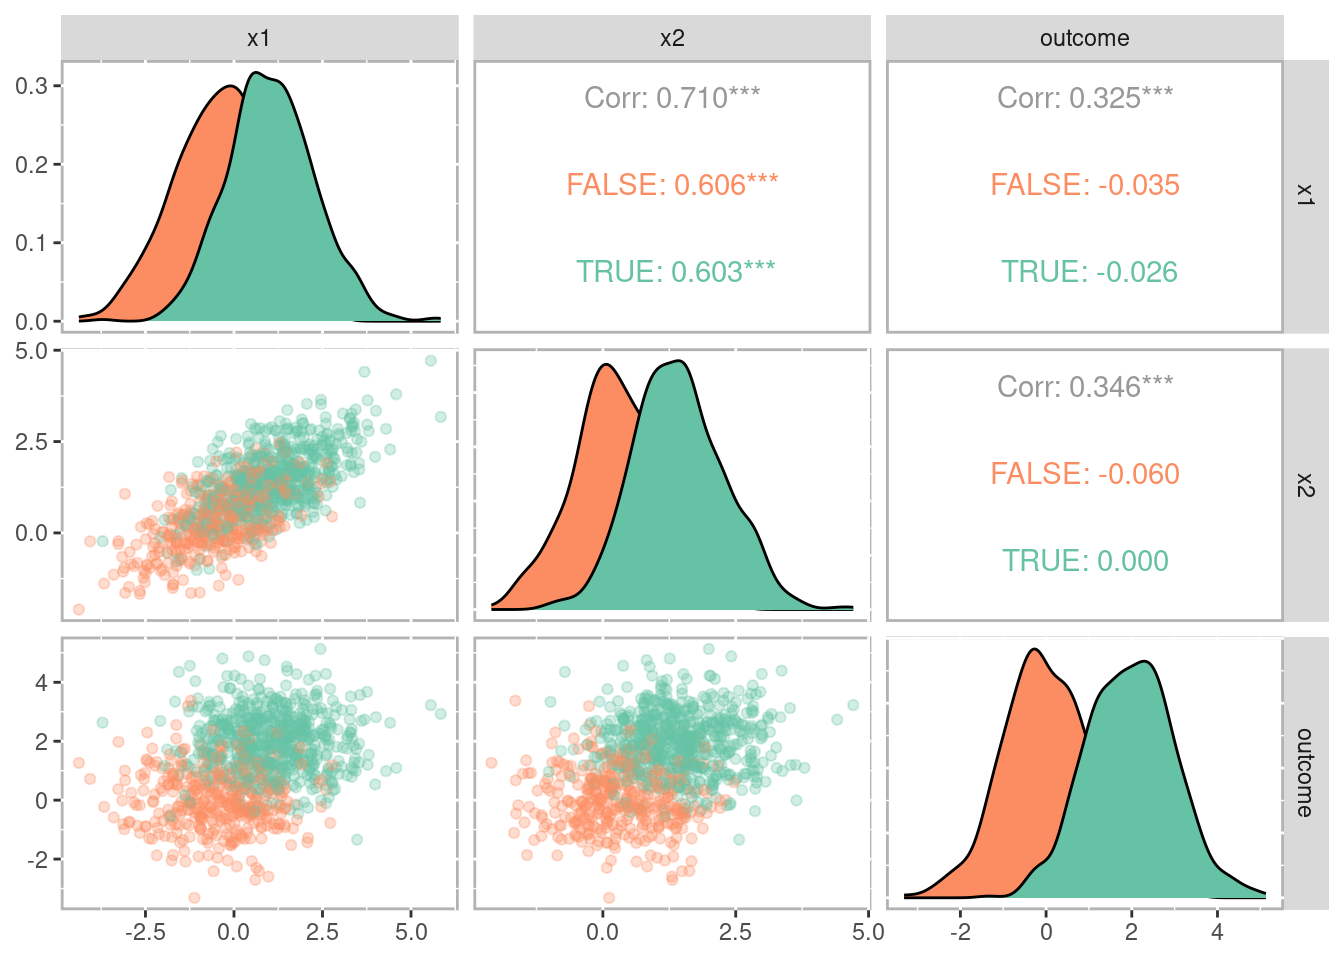 x1 x2 outcome
0.3
0.2
0.1
0.0
Corr: 0.710***
FALSE: 0.606***
TRUE: 0.603***
Corr: 0.325***
FALSE: -0.035
TRUE: -0.026
x1
5.0
2.5
0.0
Corr: 0.346***
FALSE: -0.060
TRUE: 0.000
x2
4
2
0
-2
outcome
-2.5 0.0 2.5 5.0
0.0 2.5 5.0
-2 0 2 4